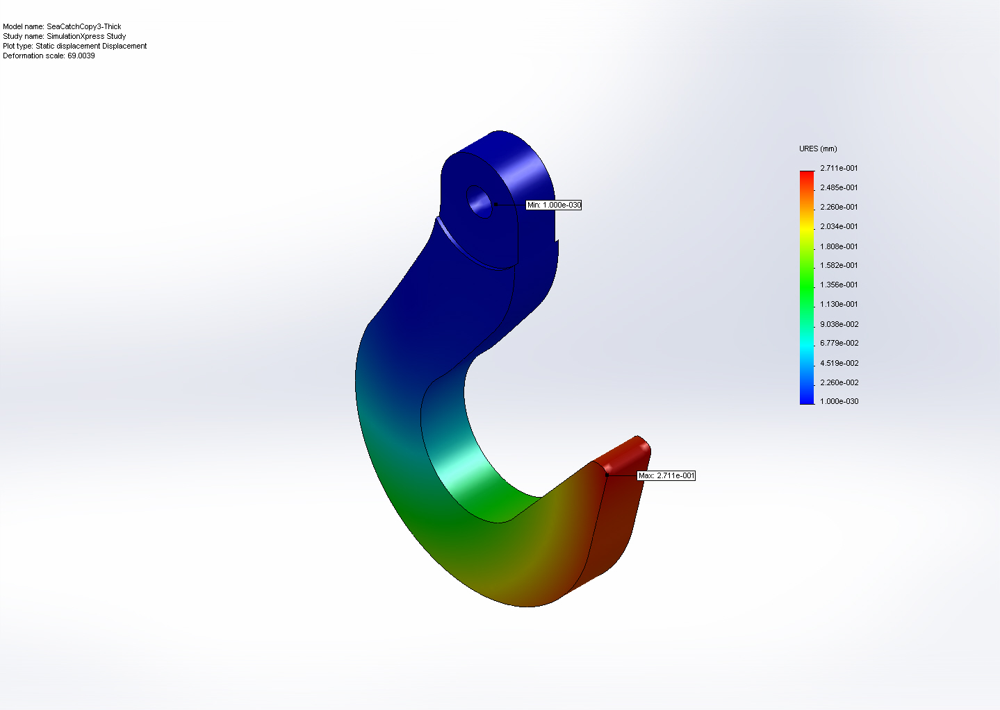 Model name: SeaCatchCopy3-Thick
Study name: SimulationXpress Study
Plot type: Static displacement Displacement
Deformation scale: 69.0039
URES (mm)
2.711e-001
2.485e-001
2.260e-001
2.034e-001
1.808e-001
1.582e-001
1.356e-001
1.130e-001
9.038e-002
6.779e-002
4.519e-002
2.260e-002
1.000e-030
Min: 1.000e-030
Max: 2.711e-001